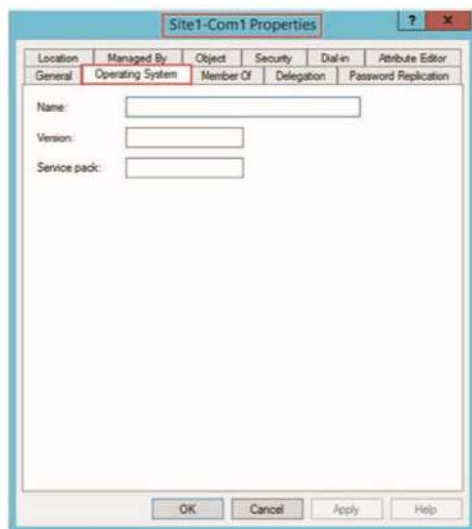 Site1-Com1 Properties
? x
Location Managed By Object Security Dial-in Attribute Editor
General Operating System Member Of Delegation Password Replication
Name:
Version:
Service pack:
OK Cancel Apply Help